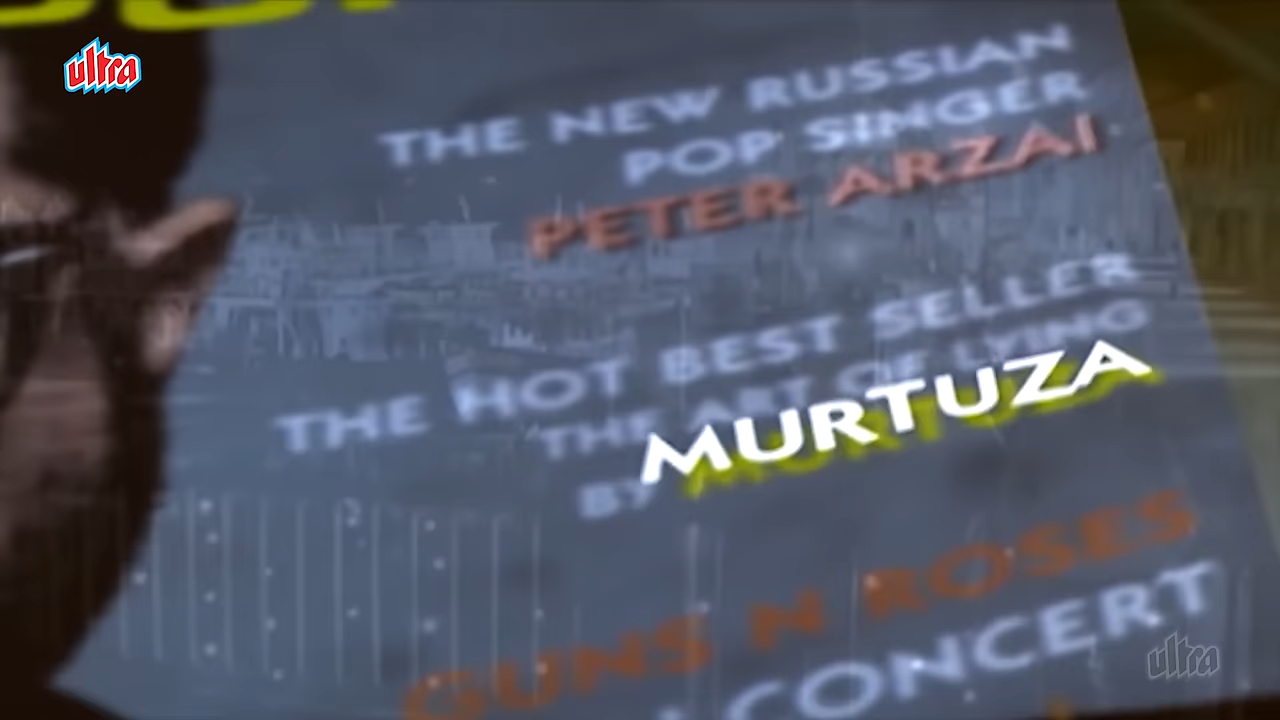 ultra
THE NEW RUSSIAN
POP SINGER
PETER ARZAI
THE HOT BEST SELLER
THE ART OF LYING
BY MURTUZA
MURTUZA
GUNS N ROSES
CONCERT
ultra